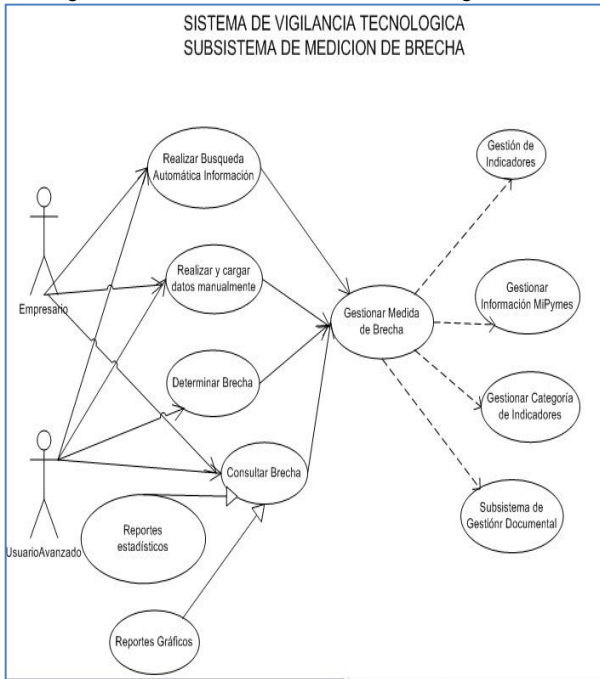 SISTEMA DE VIGILANCIA TECNOLOGICA
SUBSISTEMA DE MEDICION DE BRECHA
Realizar Busqueda
Automática Información
Gestión de
Indicadores
Empresario
Realizar y cargar
datos manualmente
Gestionar Medida
de Brecha
Gestionar
Información MiPymes
Determinar Brecha
Gestionar Categoría
de Indicadores
UsuarioAvanzado
Consultar Brecha
Subsistema de
Gestiónr Documental
Reportes
estadísticos
Reportes Gráficos